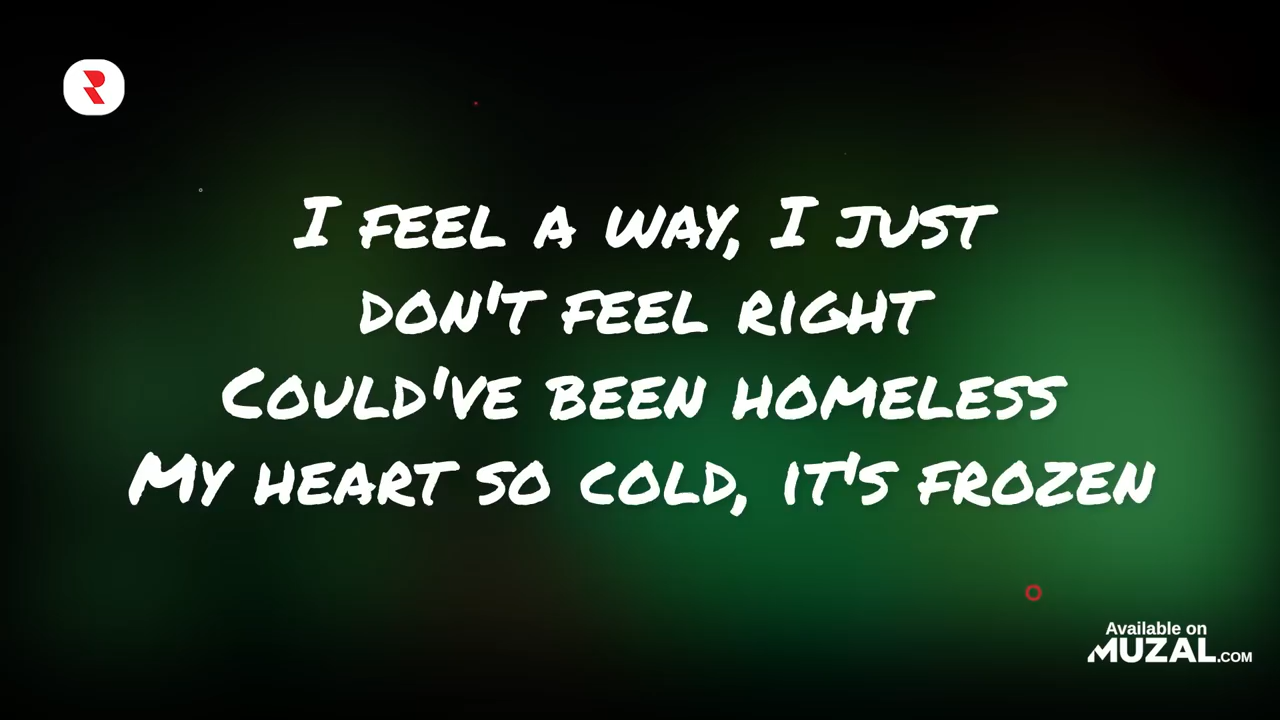 I FEEL A WAY, I JUST
DON'T FEEL RIGHT
COULD'VE BEEN HOMELESS
MY HEART SO COLD, IT'S FROZEN
Available on
MUZAL.COM